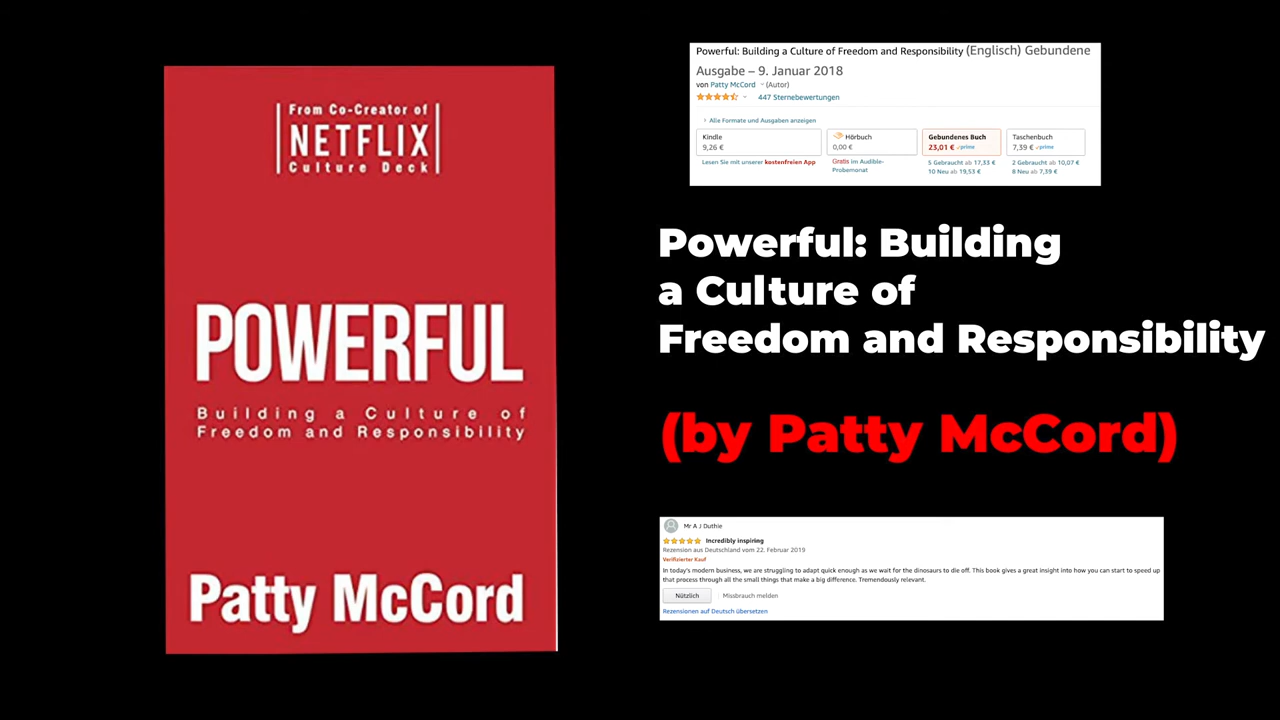 From Co-Creator of
NETFLIX
Culture Deck
POWERFUL
Building a Culture of
Freedom and Responsibility
Patty McCord
Powerful: Building a Culture of Freedom and Responsibility (Englisch) Gebundene
Ausgabe – 9. Januar 2018
von Patty McCord (Autor)
447 Sternebewertungen
Alle Formate und Ausgaben anzeigen
Kindle
9,26 €
Lesen Sie mit unserer kostenfreien App
Hörbuch
0,00 €
Gratis im Audible-
Probemonat
Gebundenes Buch
23,01 € prime
5 Gebraucht ab 17,33 €
10 Neu ab 19,53 €
Taschenbuch
7,39 € prime
2 Gebraucht ab 10,07 €
8 Neu ab 7,39 €
Powerful: Building
a Culture of
Freedom and Responsibility
(by Patty McCord)
Mr A J Duthie
Incredibly inspiring
Rezension aus Deutschland vom 22. Februar 2019
Verifizierter Kauf
In today's modern business, we are struggling to adapt quick enough as we wait for the dinosaurs to die off. This book gives a great insight into how you can start to speed up
that process through all the small things that make a big difference. Tremendously relevant.
Nützlich
Missbrauch melden
Rezensionen auf Deutsch übersetzen